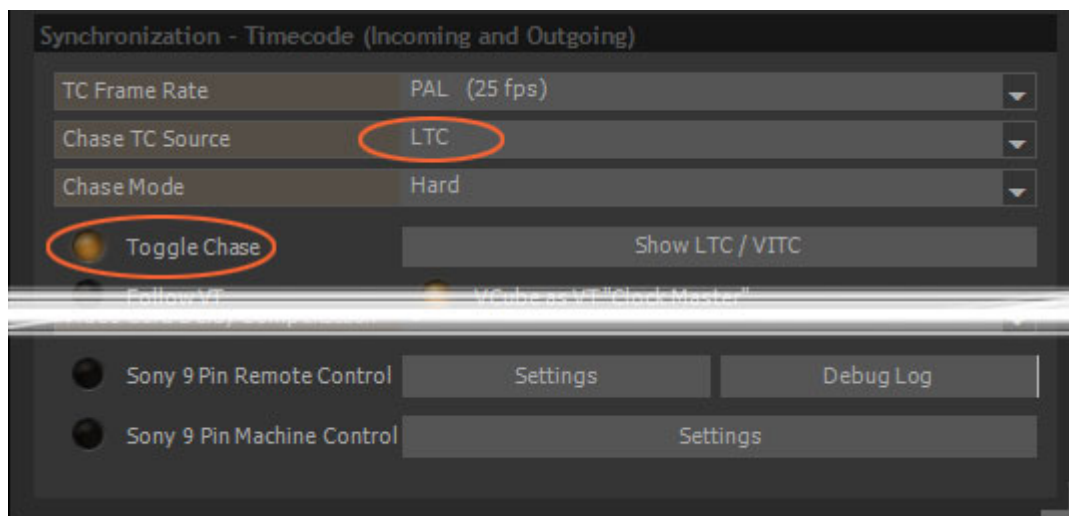 Synchronization - Timecode (Incoming and Outgoing)
TC Frame Rate PAL (25 fps)
Chase TC Source LTC
Chase Mode Hard
Toggle Chase Show LTC / VITC
Follow VT VCube as VT "Clock Master"
Sony 9 Pin Remote Control Settings Debug Log
Sony 9 Pin Machine Control Settings